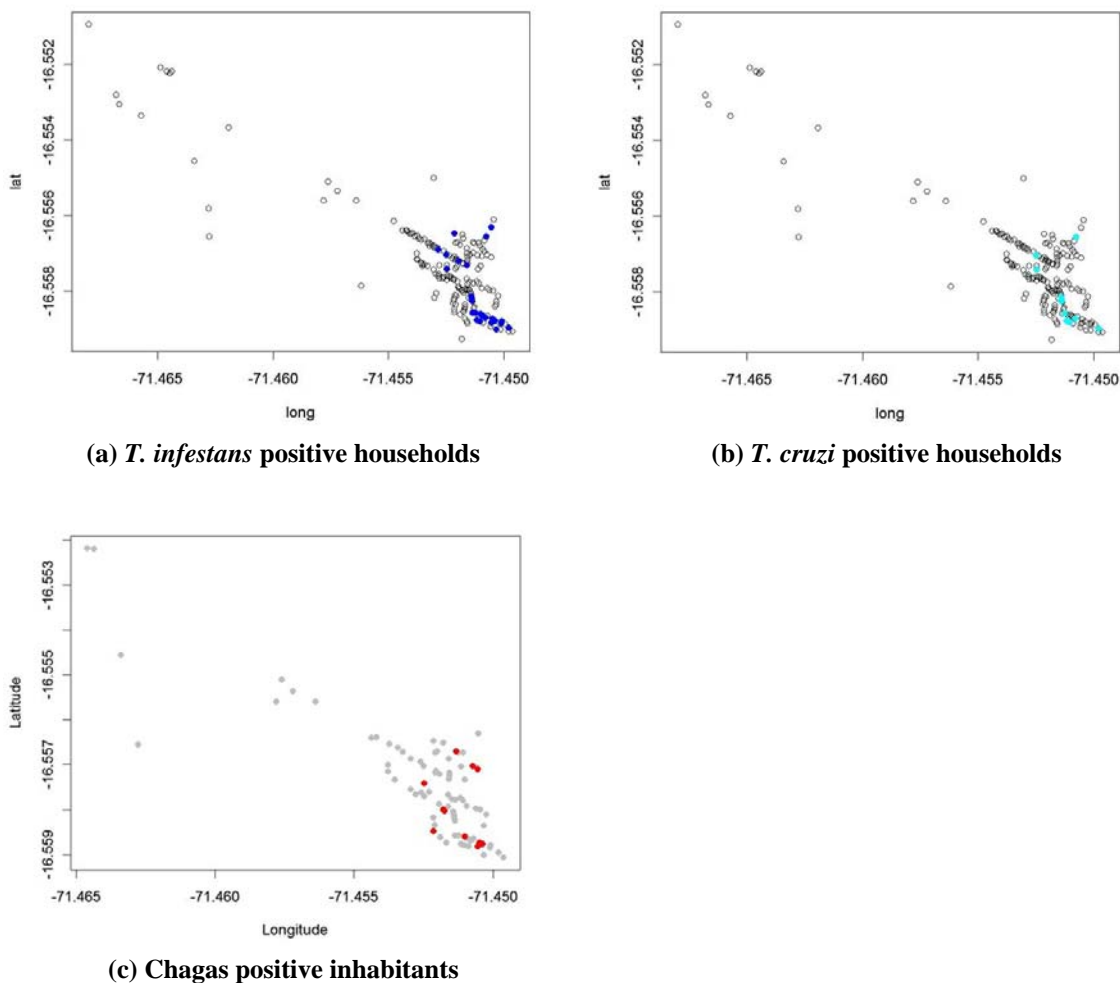 -16.552
-16.554
-16.556
-16.558
lat
-71.465
-71.460
-71.455
-71.450
long
(a) T. infestans positive households
-16.552
-16.554
-16.556
-16.558
lat
-71.465
-71.460
-71.455
-71.450
long
(b) T. cruzi positive households
-16.553
-16.555
-16.557
-16.559
Latitude
-71.465
-71.460
-71.455
-71.450
Longitude
(c) Chagas positive inhabitants